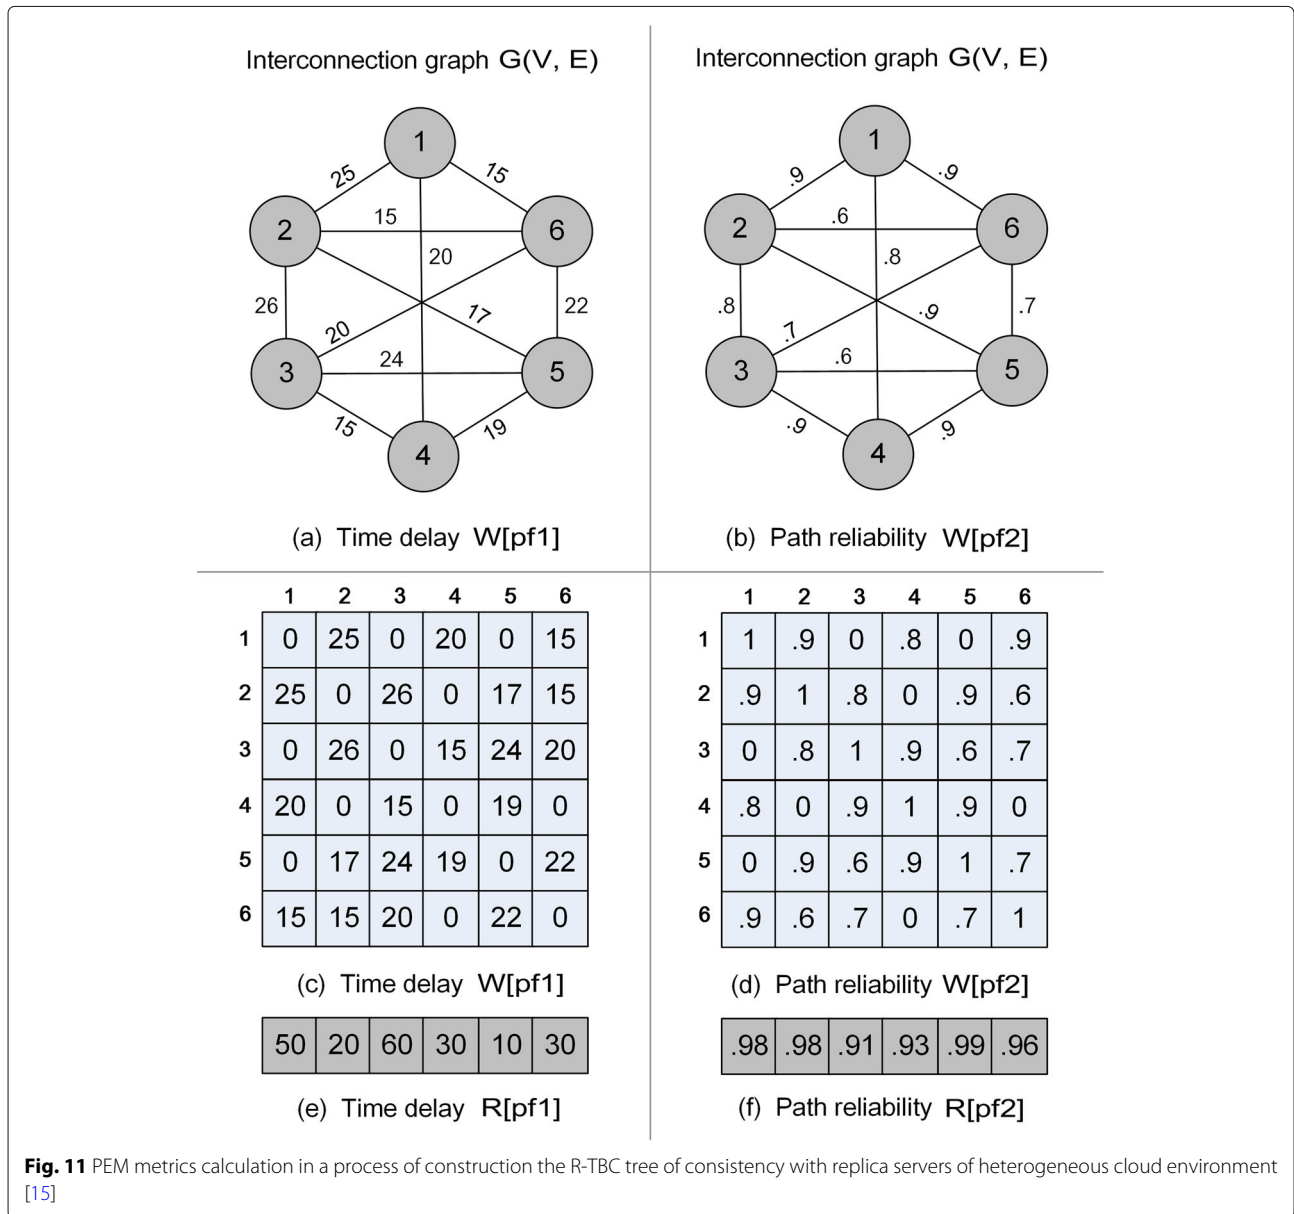 Interconnection graph G(V, E)
1
25
15
2
15
6
20
26
17
22
20
3
24
5
15
19
4
(a) Time delay W[pf1]
Interconnection graph G(V, E)
1
.9
.9
2
.6
6
.8
.8
.9
.7
.7
3
.6
5
.9
.9
4
(b) Path reliability W[pf2]
1 2 3 4 5 6
1 0 25 0 20 0 15
2 25 0 26 0 17 15
3 0 26 0 15 24 20
4 20 0 15 0 19 0
5 0 17 24 19 0 22
6 15 15 20 0 22 0
(c) Time delay W[pf1]
50 20 60 30 10 30
(e) Time delay R[pf1]
1 2 3 4 5 6
1 1 .9 0 .8 0 .9
2 .9 1 .8 0 .9 .6
3 0 .8 1 .9 .6 .7
4 .8 0 .9 1 .9 0
5 0 .9 .6 .9 1 .7
6 .9 .6 .7 0 .7 1
(d) Path reliability W[pf2]
.98 .98 .91 .93 .99 .96
(f) Path reliability R[pf2]
Fig. 11 PEM metrics calculation in a process of construction the R-TBC tree of consistency with replica servers of heterogeneous cloud environment
[15]